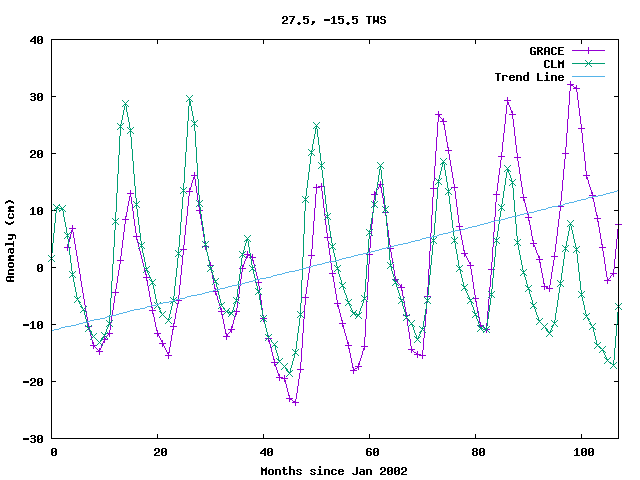 27.5, -15.5 TWS
GRACE
CLM
Trend Line
40
30
20
10
0
-10
-20
-30
Anomaly (cm)
0 20 40 60 80 100
Months since Jan 2002